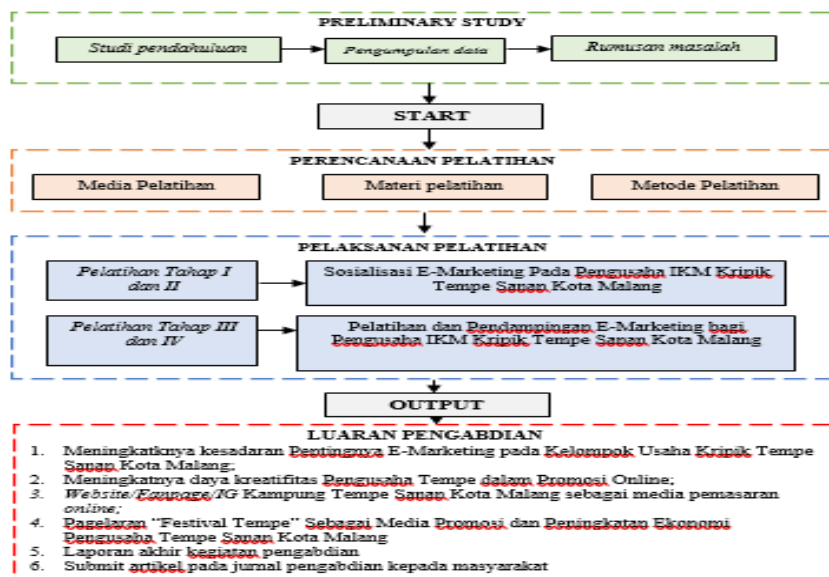 PRELIMINARY STUDY
Studi pendahuluan
Pengumpulan data
Rumusan masalah
START
PERENCANAAN PELATIHAN
Media Pelatihan
Materi pelatihan
Metode Pelatihan
PELAKSANAN PELATIHAN
Pelatihan Tahap I
dan II
Sosialisasi E-Marketing Pada Pengusaha IKM Kripik
Tempe Sanan Kota Malang
Pelatihan Tahap III
dan IV
Pelatihan dan Pendampingan E-Marketing bagi
Pengusaha IKM Kripik Tempe Sanan Kota Malang
OUTPUT
LUARAN PENGABDIAN
1. Meningkatknya kesadaran Pentingnya E-Marketing pada Kelompok Usaha Kripik Tempe
Sanan Kota Malang;
2. Meningkatnya daya kreatifitas Pengusaha Tempe dalam Promosi Online;
3. Website/Fanpage/IG Kampung Tempe Sanan Kota Malang sebagai media pemasaran
online;
4. Pagelaran "Festival Tempe" Sebagai Media Promosi dan Peningkatan Ekonomi
Pengusaha Tempe Sanan Kota Malang
5. Laporan akhir kegiatan pengabdian
6. Submit artikel pada jurnal pengabdian kepada masyarakat